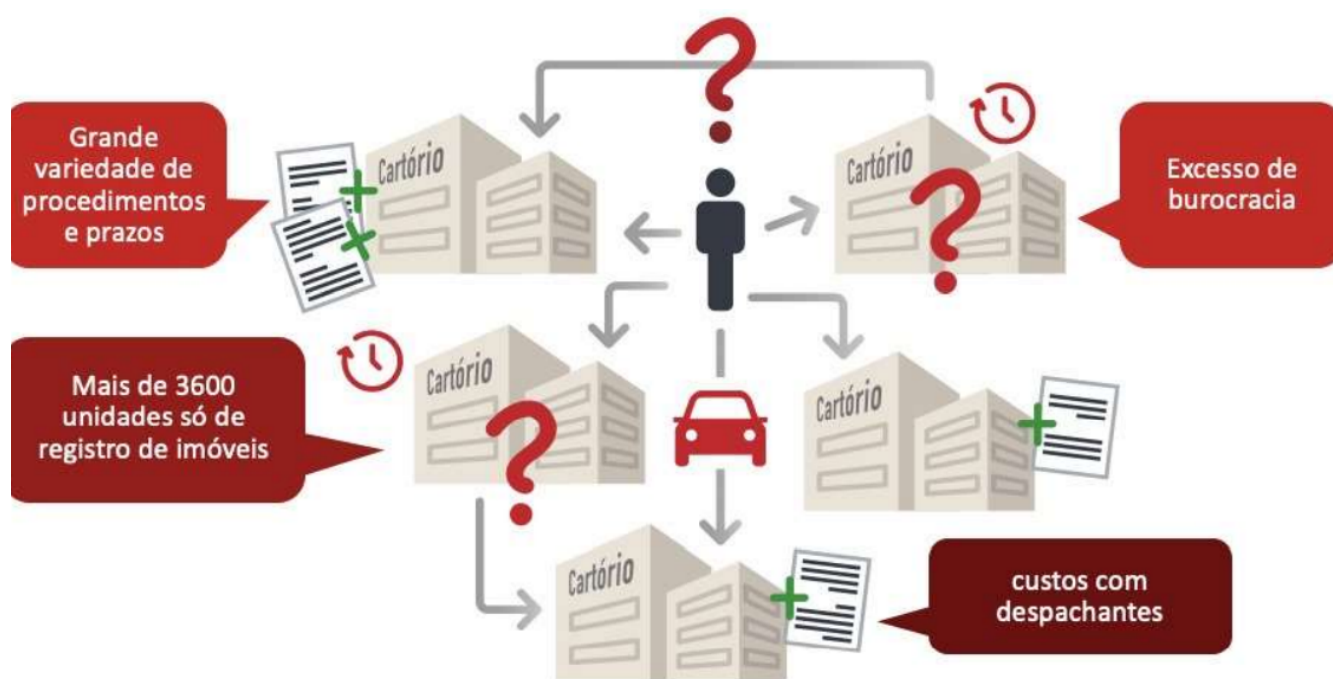 Grande
variedade de
procedimentos
e prazos
Cartório
Cartório
Excesso de
burocracia
Mais de 3600
unidades só de
registro de imóveis
Cartório
Cartório
Cartório
custos com
despachantes